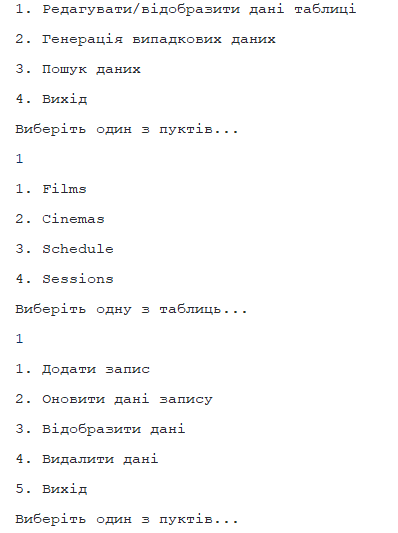 1. Редагувати/відобразити дані таблиці
2. Генерація випадкових даних
3. Пошук даних
4. Вихід
Виберіть один з пуктів...
1
1. Films
2. Cinemas
3. Schedule
4. Sessions
Виберіть одну з таблиць...
1
1. Додати запис
2. Оновити дані запису
3. Відобразити дані
4. Видалити дані
5. Вихід
Виберіть один з пуктів...